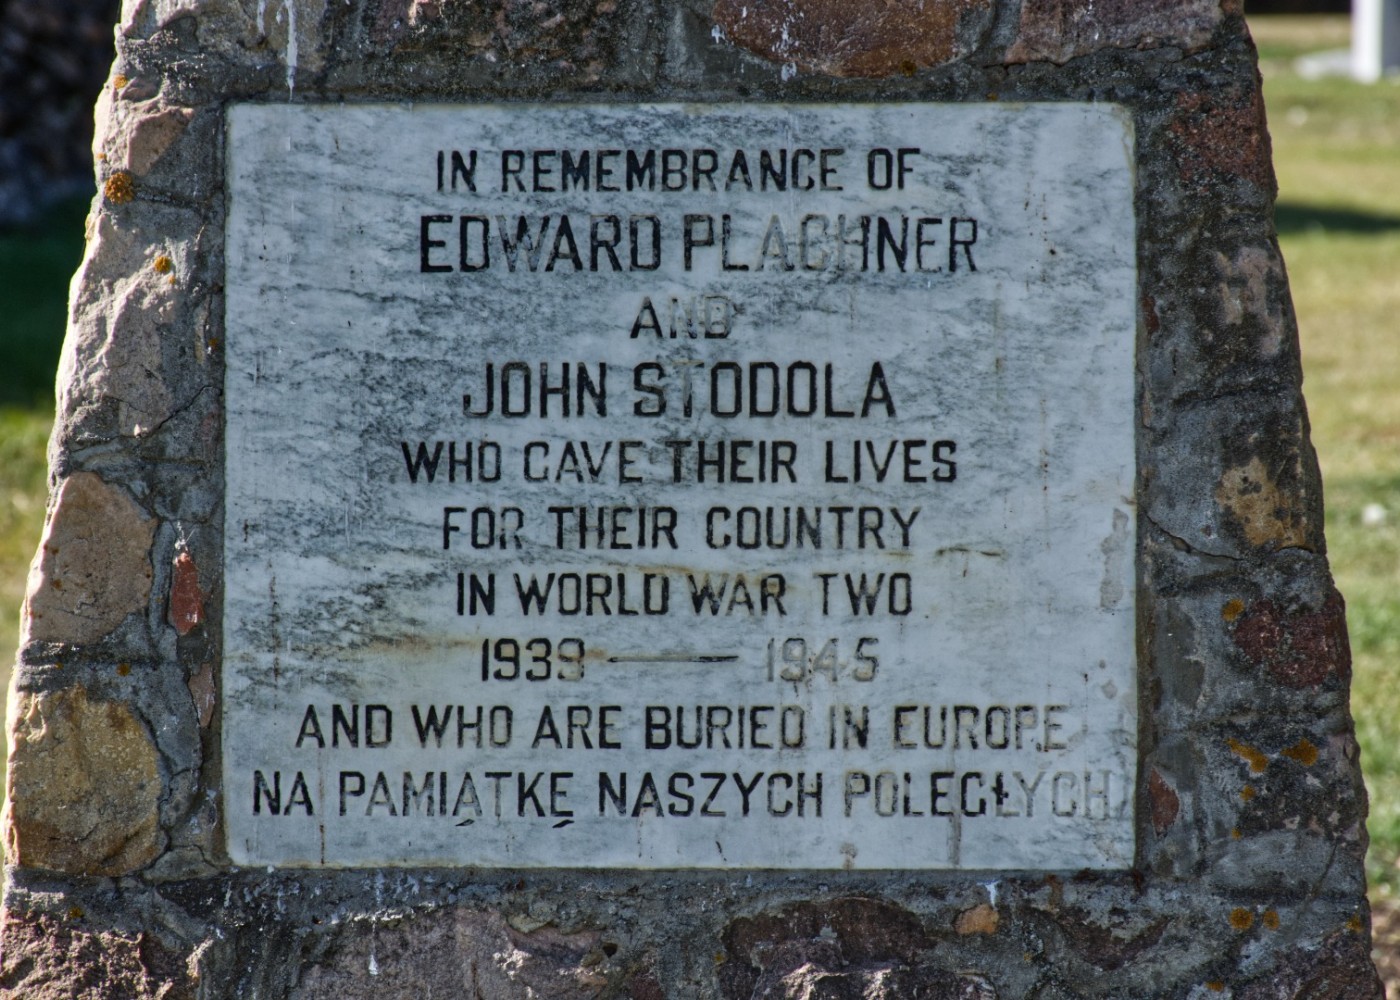 IN REMEMBRANCE OF
EDWARD PLACHNER
AND
JOHN STODOLA
WHO GAVE THEIR LIVES
FOR THEIR COUNTRY
IN WORLD WAR TWO
1939 — 1945
AND WHO ARE BURIED IN EUROPE
NA PAMIĄTKĘ NASZYCH POLEGŁYCH